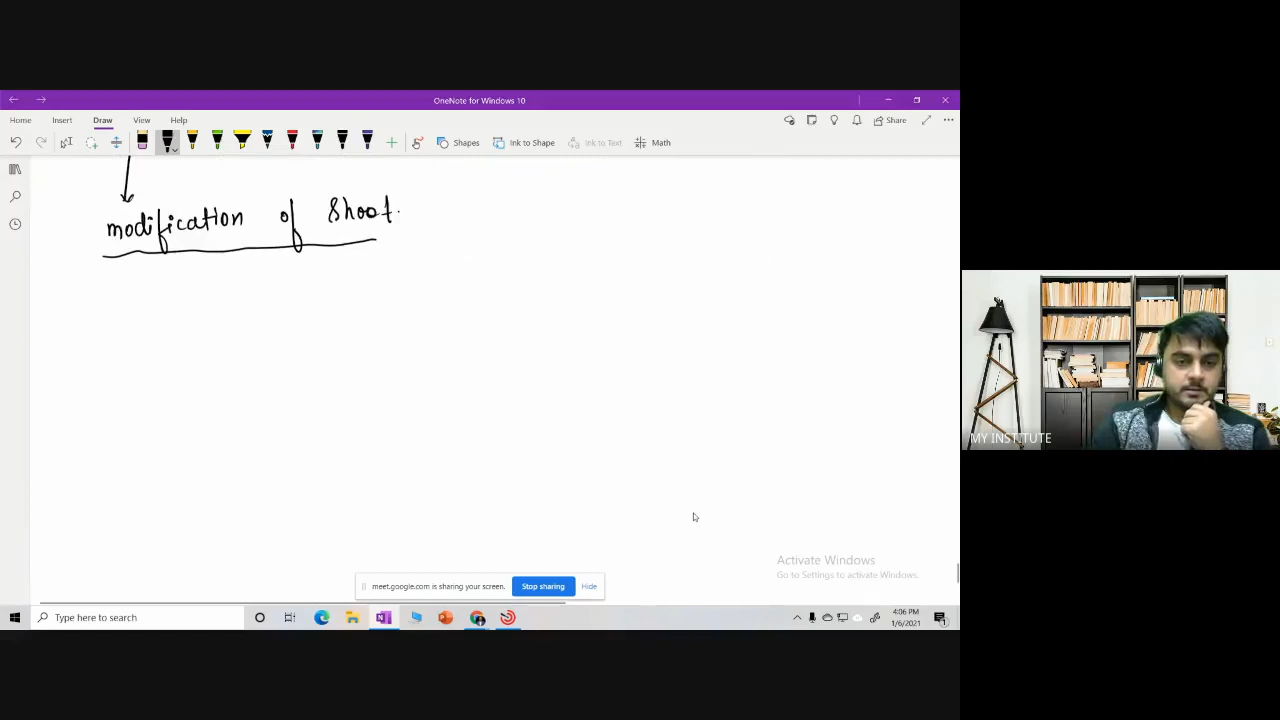 OneNote for Windows 10
Home Insert Draw View Help
Share
Shapes Ink to Shape Ink to Text Math
modification of Shoot.
MY INSTITUTE
Activate Windows
Go to Settings to activate Windows.
meet.google.com is sharing your screen. Stop sharing Hide
Type here to search
4:06 PM
1/6/2021